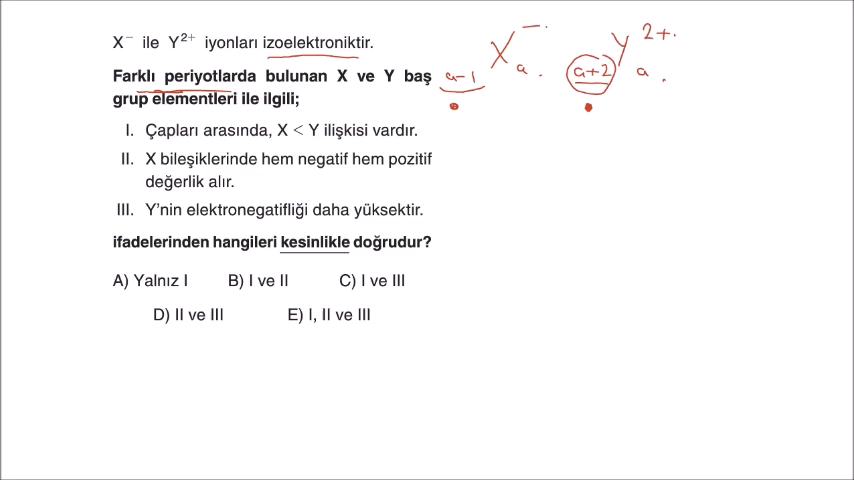 X⁻ ile Y²⁺ iyonları izoelektroniktir.
Farklı periyotlarda bulunan X ve Y baş
grup elementleri ile ilgili;
I. Çapları arasında, X < Y ilişkisi vardır.
II. X bileşiklerinde hem negatif hem pozitif
değerlik alır.
III. Y'nin elektronegatifliği daha yüksektir.
ifadelerinden hangileri kesinlikle doğrudur?
A) Yalnız I B) I ve II C) I ve III
D) II ve III E) I, II ve III
a-1 X⁻ a a+2 Y 2+ a